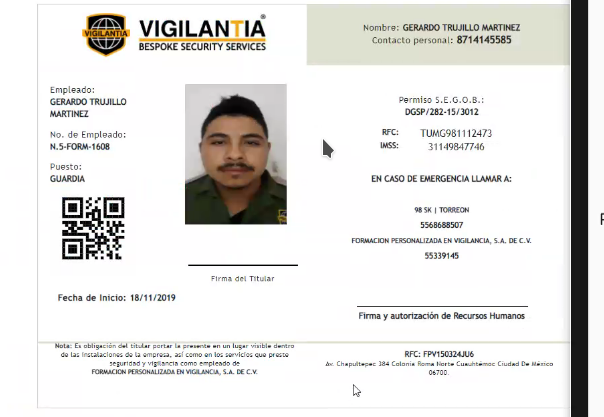 VIGILANTIA
VIGILANTIA®
BESPOKE SECURITY SERVICES
Nombre: GERARDO TRUJILLO MARTINEZ
Contacto personal: 8714145585
Empleado:
GERARDO TRUJILLO
MARTINEZ
No. de Empleado:
N.5-FORM-1608
Puesto:
GUARDIA
Firma del Titular
Fecha de Inicio: 18/11/2019
Permiso S.E.G.O.B.:
DGSP/282-15/3012
RFC: TUMG981112473
IMSS: 31149847746
EN CASO DE EMERGENCIA LLAMAR A:
98 SK | TORREON
5568688507
FORMACION PERSONALIZADA EN VIGILANCIA, S.A. DE C.V.
55339145
Firma y autorización de Recursos Humanos
Nota: Es obligación del titular portar la presente en un lugar visible dentro
de las instalaciones de la empresa, así como en los servicios que preste
seguridad y vigilancia como empleado de
FORMACION PERSONALIZADA EN VIGILANCIA, S.A. DE C.V.
RFC: FPV150324JU6
Av. Chapultepec 384 Colonia Roma Norte Cuauhtémoc Ciudad De México
06700.